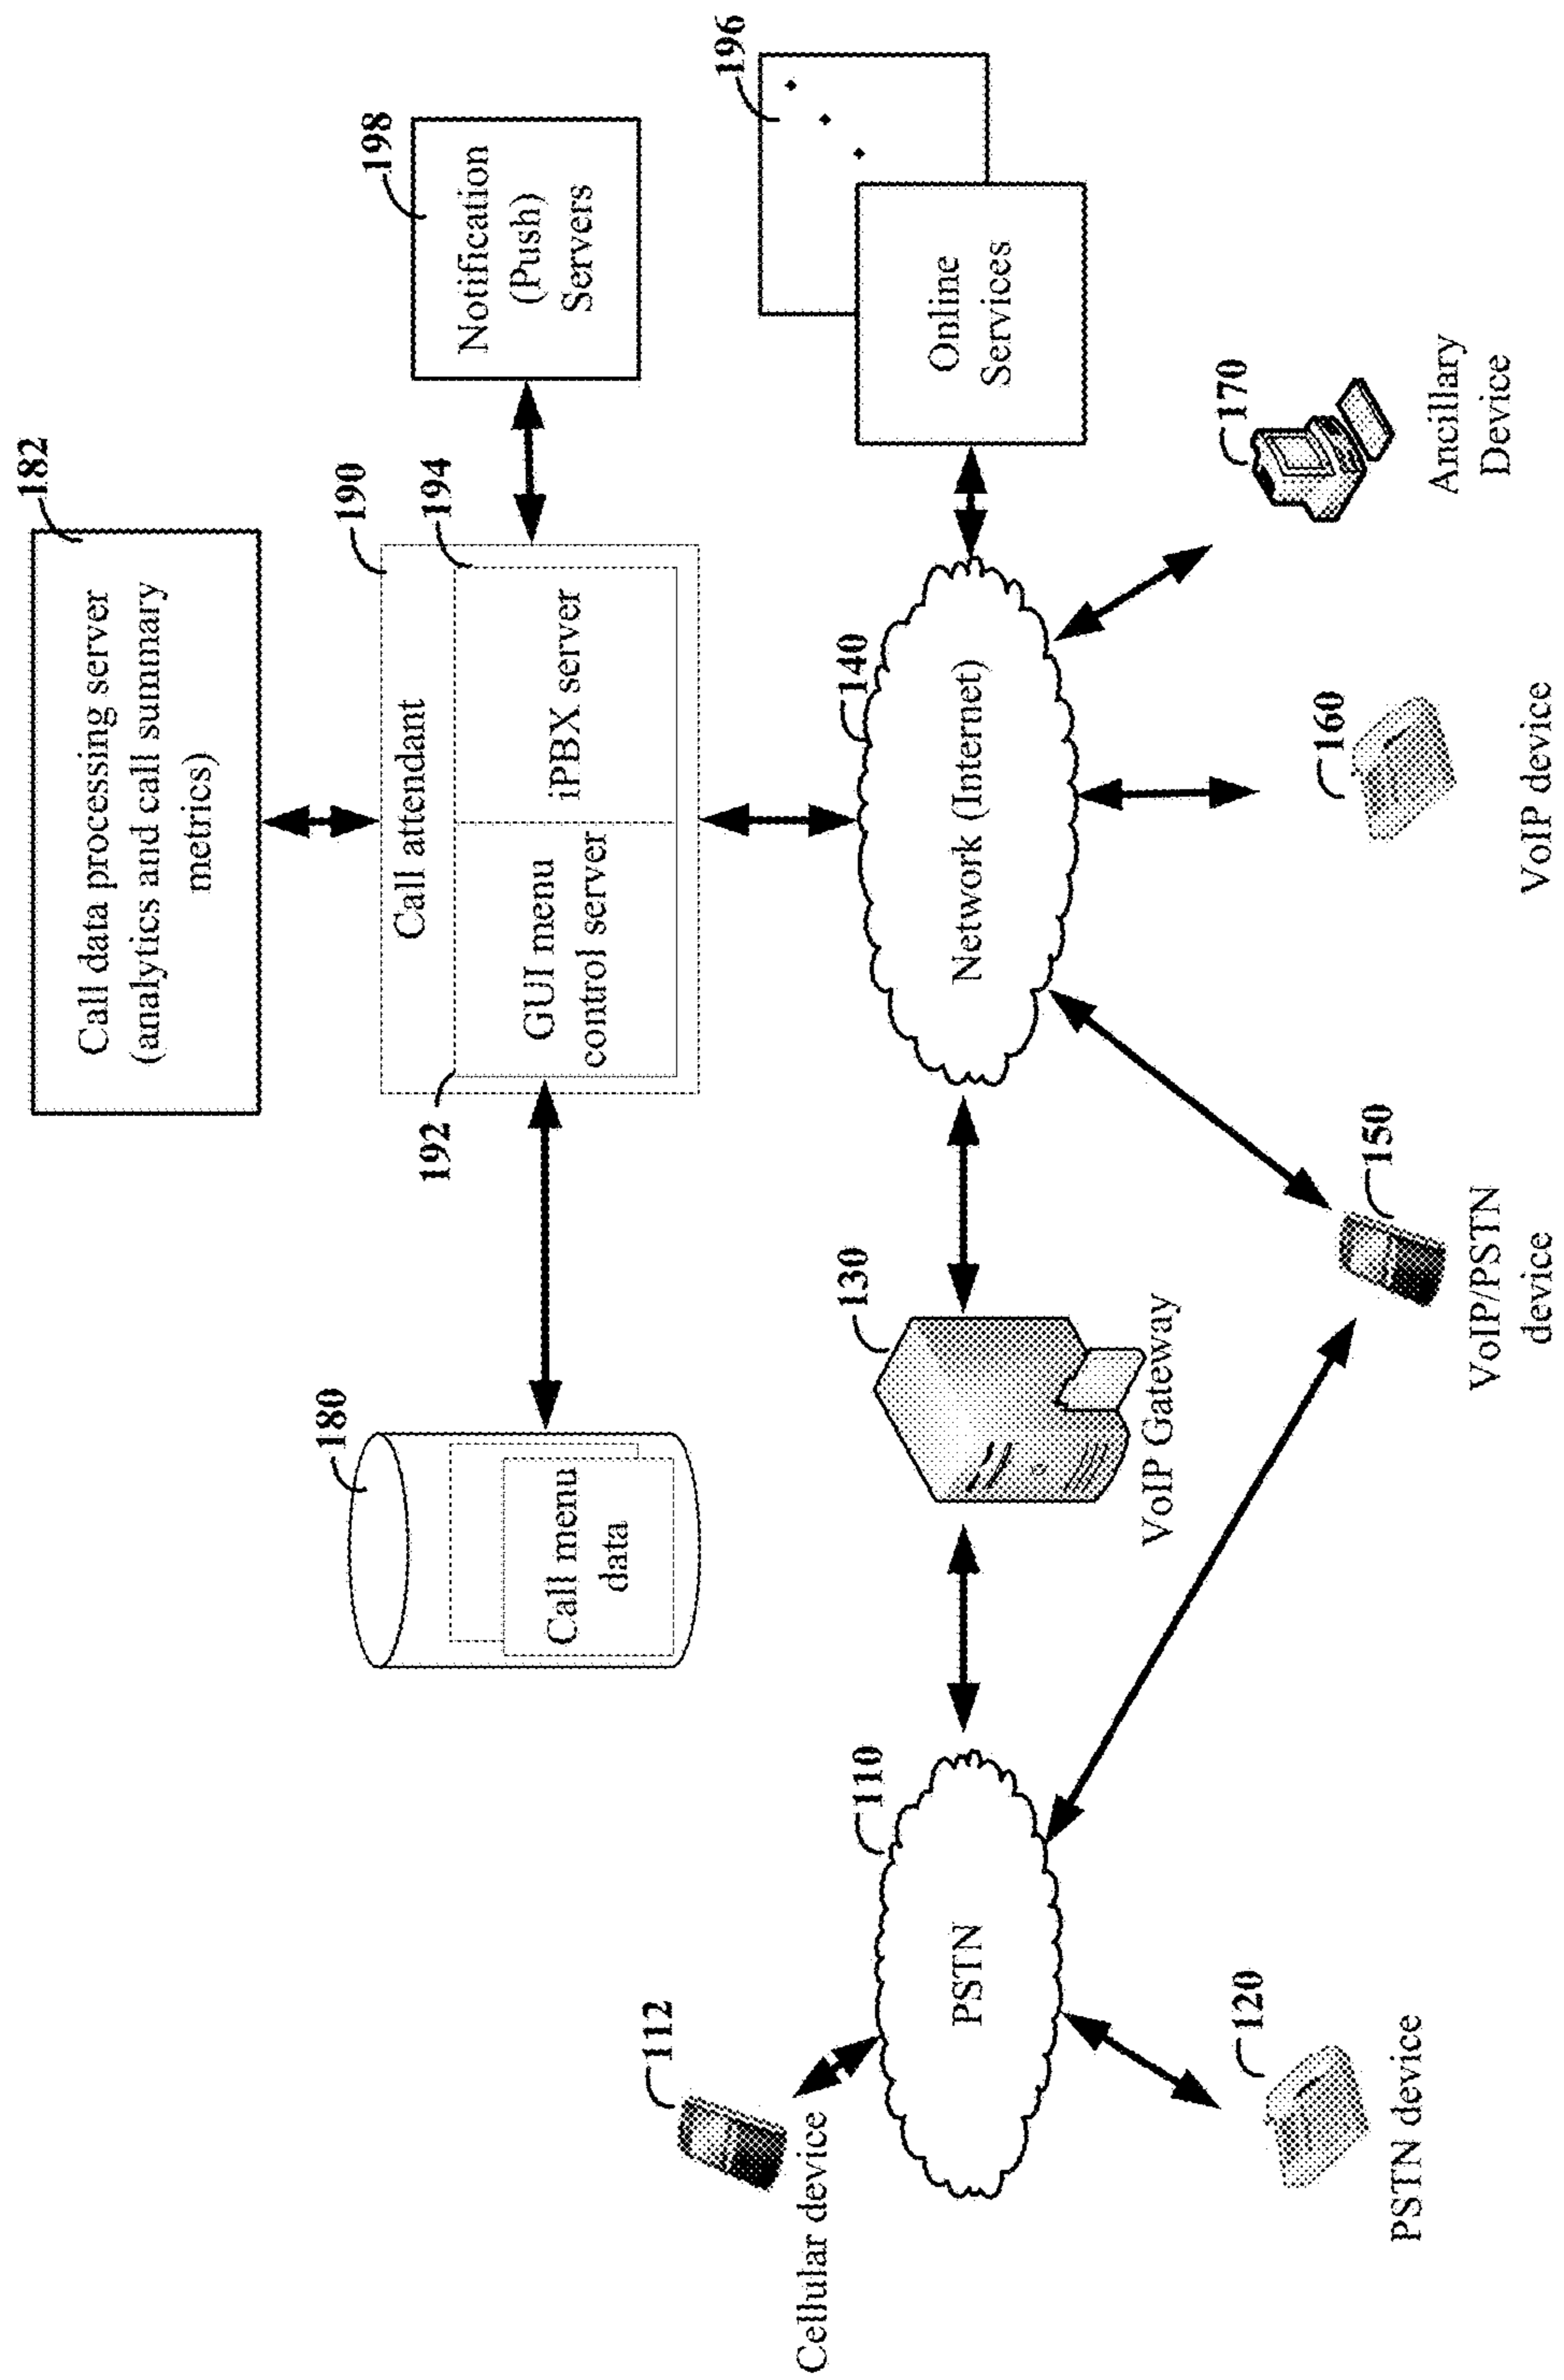 182
Call data processing server
(analytics and call summary
metrics)
190
Call attendant
192
GUI menu
control server
194
iPBX server
198
Notification
(Push)
Servers
180
Call menu
data
196
Online
Services
140
Network (Internet)
130
VoIP Gateway
110
PSTN
112
Cellular device
120
PSTN device
150
VoIP/PSTN
device
160
VoIP device
170
Ancillary
Device